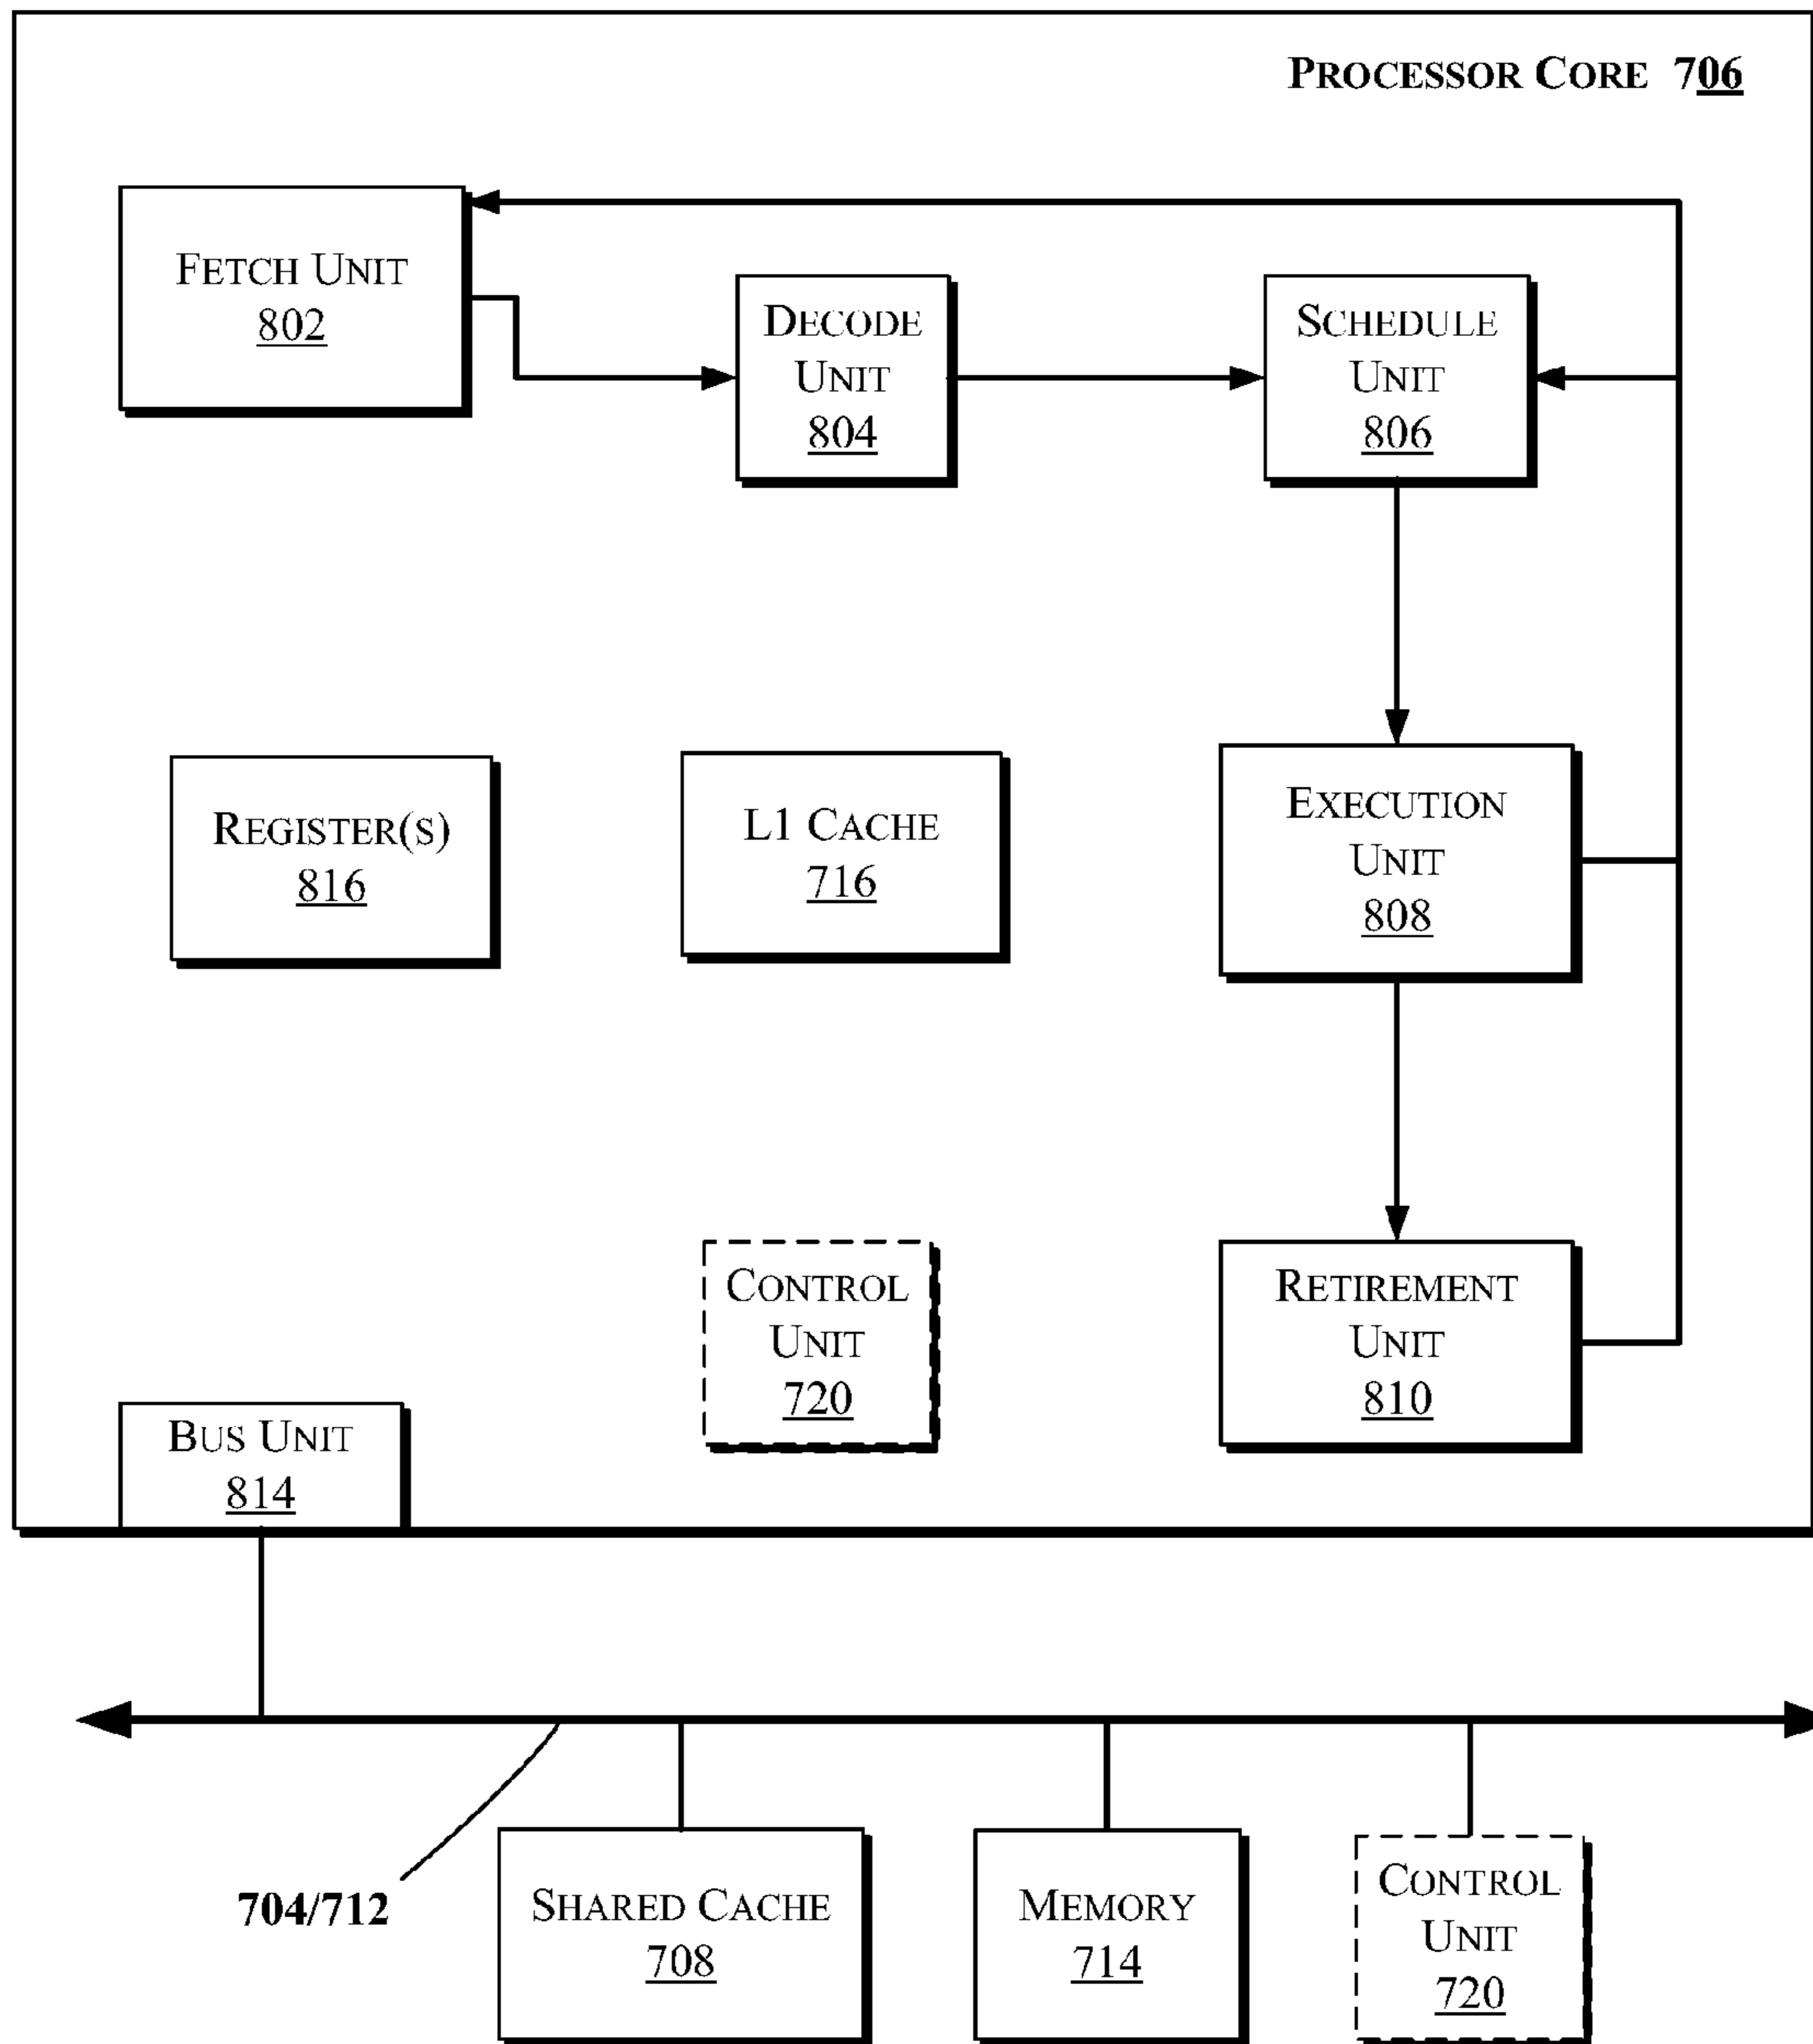 PROCESSOR CORE 706
FETCH UNIT
802
DECODE
UNIT
804
SCHEDULE
UNIT
806
REGISTER(S)
816
L1 CACHE
716
EXECUTION
UNIT
808
CONTROL
UNIT
720
RETIREMENT
UNIT
810
BUS UNIT
814
704/712
SHARED CACHE
708
MEMORY
714
CONTROL
UNIT
720